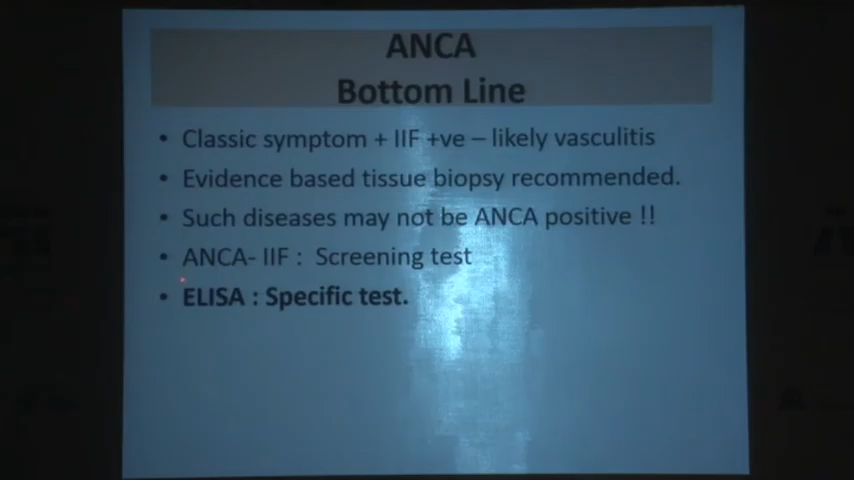 ANCA
Bottom Line
• Classic symptom + IIF +ve – likely vasculitis
• Evidence based tissue biopsy recommended.
• Such diseases may not be ANCA positive !!
• ANCA- IIF : Screening test
• ELISA : Specific test.